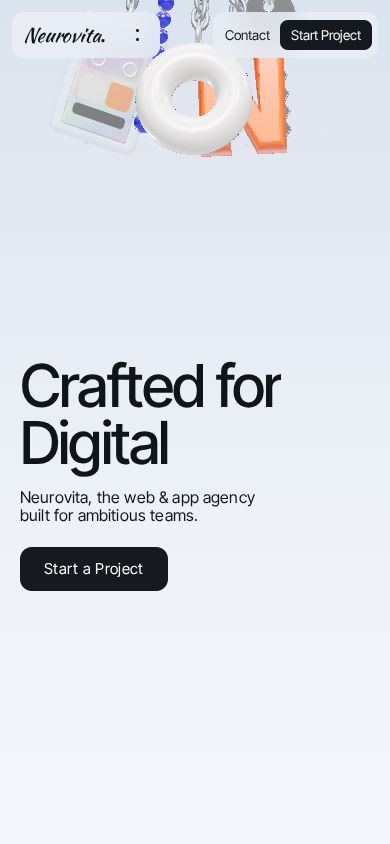 Neurovita.
Contact
Start Project
N
Crafted for
Digital
Neurovita, the web & app agency
built for ambitious teams.
Start a Project